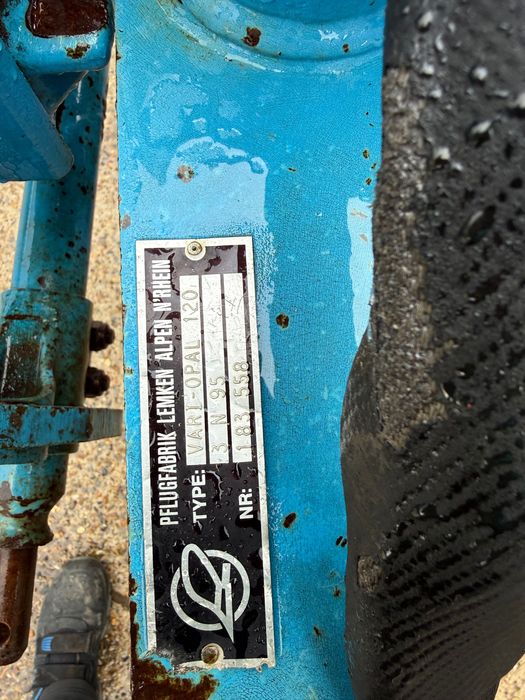 PFLUGFABRIK LEMKEN ALPEN N'RHEIN
TYPE: VARI-OPAL 120
3 N 95
NR: 183 558